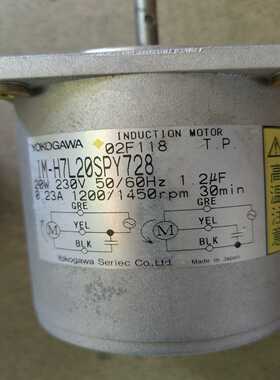 INDUCTION MOTOR
YOKOGAWA 02F118 T.P.
IM-H7L20SPY728
20W 230V 50/60Hz 1.2μF
0.23A 1200/1450rpm 30min
GRE GRE
YEL YEL
M M
BLK BLK
Yokogawa Seriec Co.,Ltd. Made in Japan